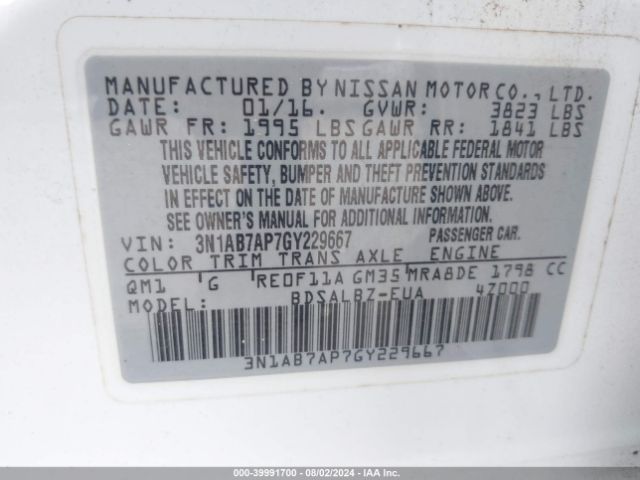 MANUFACTURED BY NISSAN MOTOR CO., LTD.
DATE: 01/16. GVWR: 3823 LBS
GAWR FR: 1995 LBS GAWR RR: 1841 LBS
THIS VEHICLE CONFORMS TO ALL APPLICABLE FEDERAL MOTOR
VEHICLE SAFETY, BUMPER AND THEFT PREVENTION STANDARDS
IN EFFECT ON THE DATE OF MANUFACTURE SHOWN ABOVE.
SEE OWNER'S MANUAL FOR ADDITIONAL INFORMATION
VIN: 3N1AB7AP7GY229667 PASSENGER CAR.
COLOR TRIM TRANS AXLE ENGINE
QM1 G RE0F11A GM35 MRA8DE 1798 CC
MODEL: BDSALBZ-EUA 4Z000
3N1AB7AP7GY229667
000-39991700 - 08/02/2024 - IAA Inc.